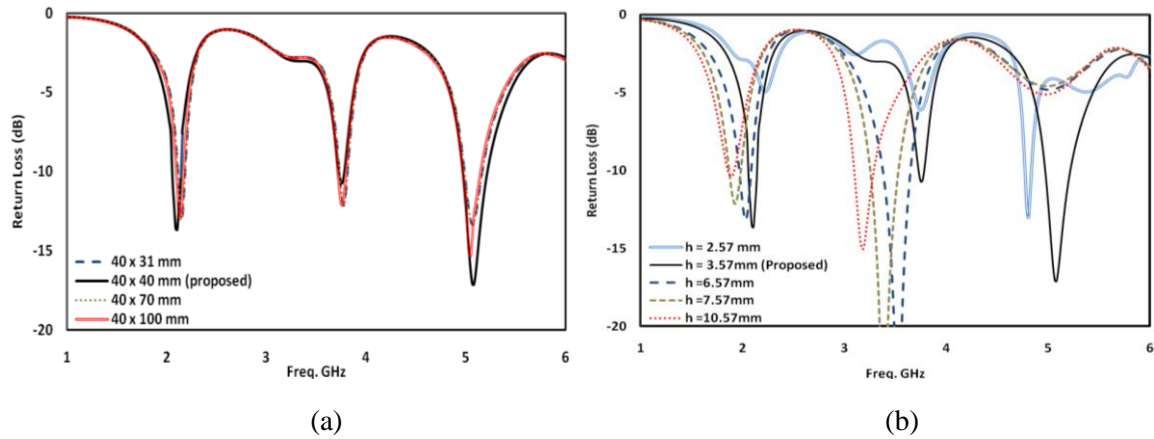 0
-5
-10
-15
-20
Return Loss (dB)
40 x 31 mm
40 x 40 mm (proposed)
40 x 70 mm
40 x 100 mm
1 2 3 4 5 6
Freq. GHz
(a)
0
-5
-10
-15
-20
Return Loss (dB)
h = 2.57 mm
h = 3.57mm (Proposed)
h =6.57mm
h =7.57mm
h =10.57mm
1 2 3 4 5 6
Freq. GHz
(b)